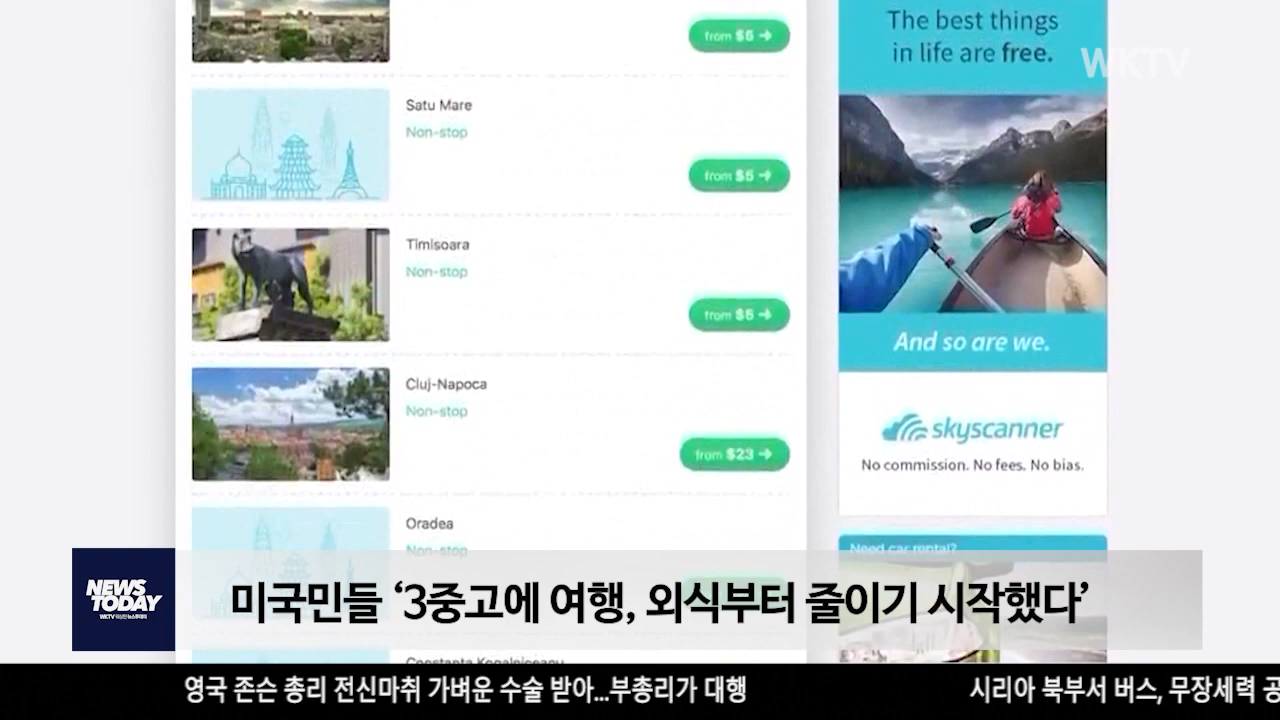 from $5 →
The best things
in life are free.
WKTV
Satu Mare
Non-stop
from $5 →
Timisoara
Non-stop
from $5 →
And so are we.
Cluj-Napoca
Non-stop
from $23 →
skyscanner
No commission. No fees. No bias.
Oradea
Non-stop
Need car rental?
NEWS
TODAY
미국민들 ‘3중고에 여행, 외식부터 줄이기 시작했다’
Constanta Kogalniceanu
영국 존슨 총리 전신마취 가벼운 수술 받아...부총리가 대행
시리아 북부서 버스, 무장세력 공